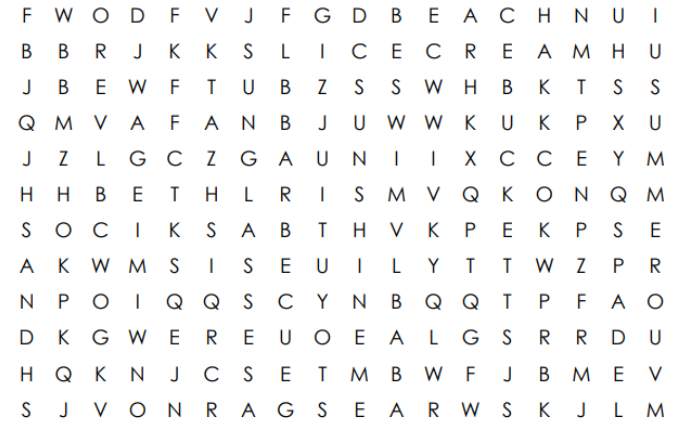 F W O D F V J F G D B E A C H N U I
B B R J K K S L I C E C R E A M H U
J B E W F T U B Z S S W H B K T S S
Q M V A F A N B J U W W K U K P X U
J Z L G C Z G A U N I I X C C E Y M
H H B E T H L R I S M V Q K O N Q M
S O C I K S A B T H V K P E K P S E
A K W M S I S E U I L Y T T W Z P R
N P O I Q Q S C Y N B Q Q T P F A O
D K G W E R E U O E A L G S R R D U
H Q K N J C S E T M B W F J B M E V
S J V O N R A G S E A R W S K J L M